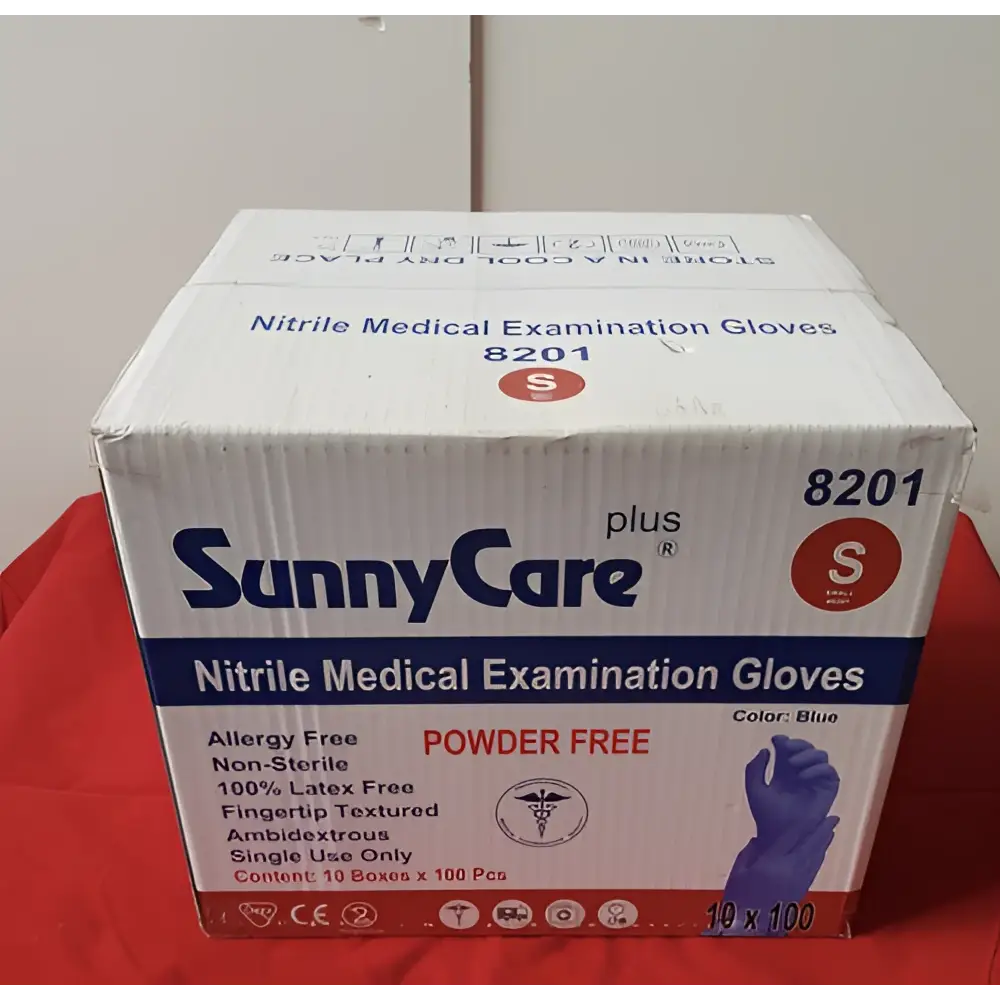 STORE IN A COOL DRY PLACE
Nitrile Medical Examination Gloves
8201
S
8201
plus
SunnyCare®
S
Nitrile Medical Examination Gloves
Color: Blue
Allergy Free
POWDER FREE
Non-Sterile
100% Latex Free
Fingertip Textured
Ambidextrous
Single Use Only
Content: 10 Boxes x 100 Pcs
CE
10 x 100